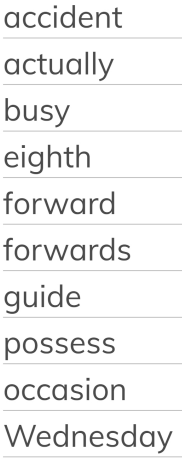 accident
actually
busy
eighth
forward
forwards
guide
possess
occasion
Wednesday